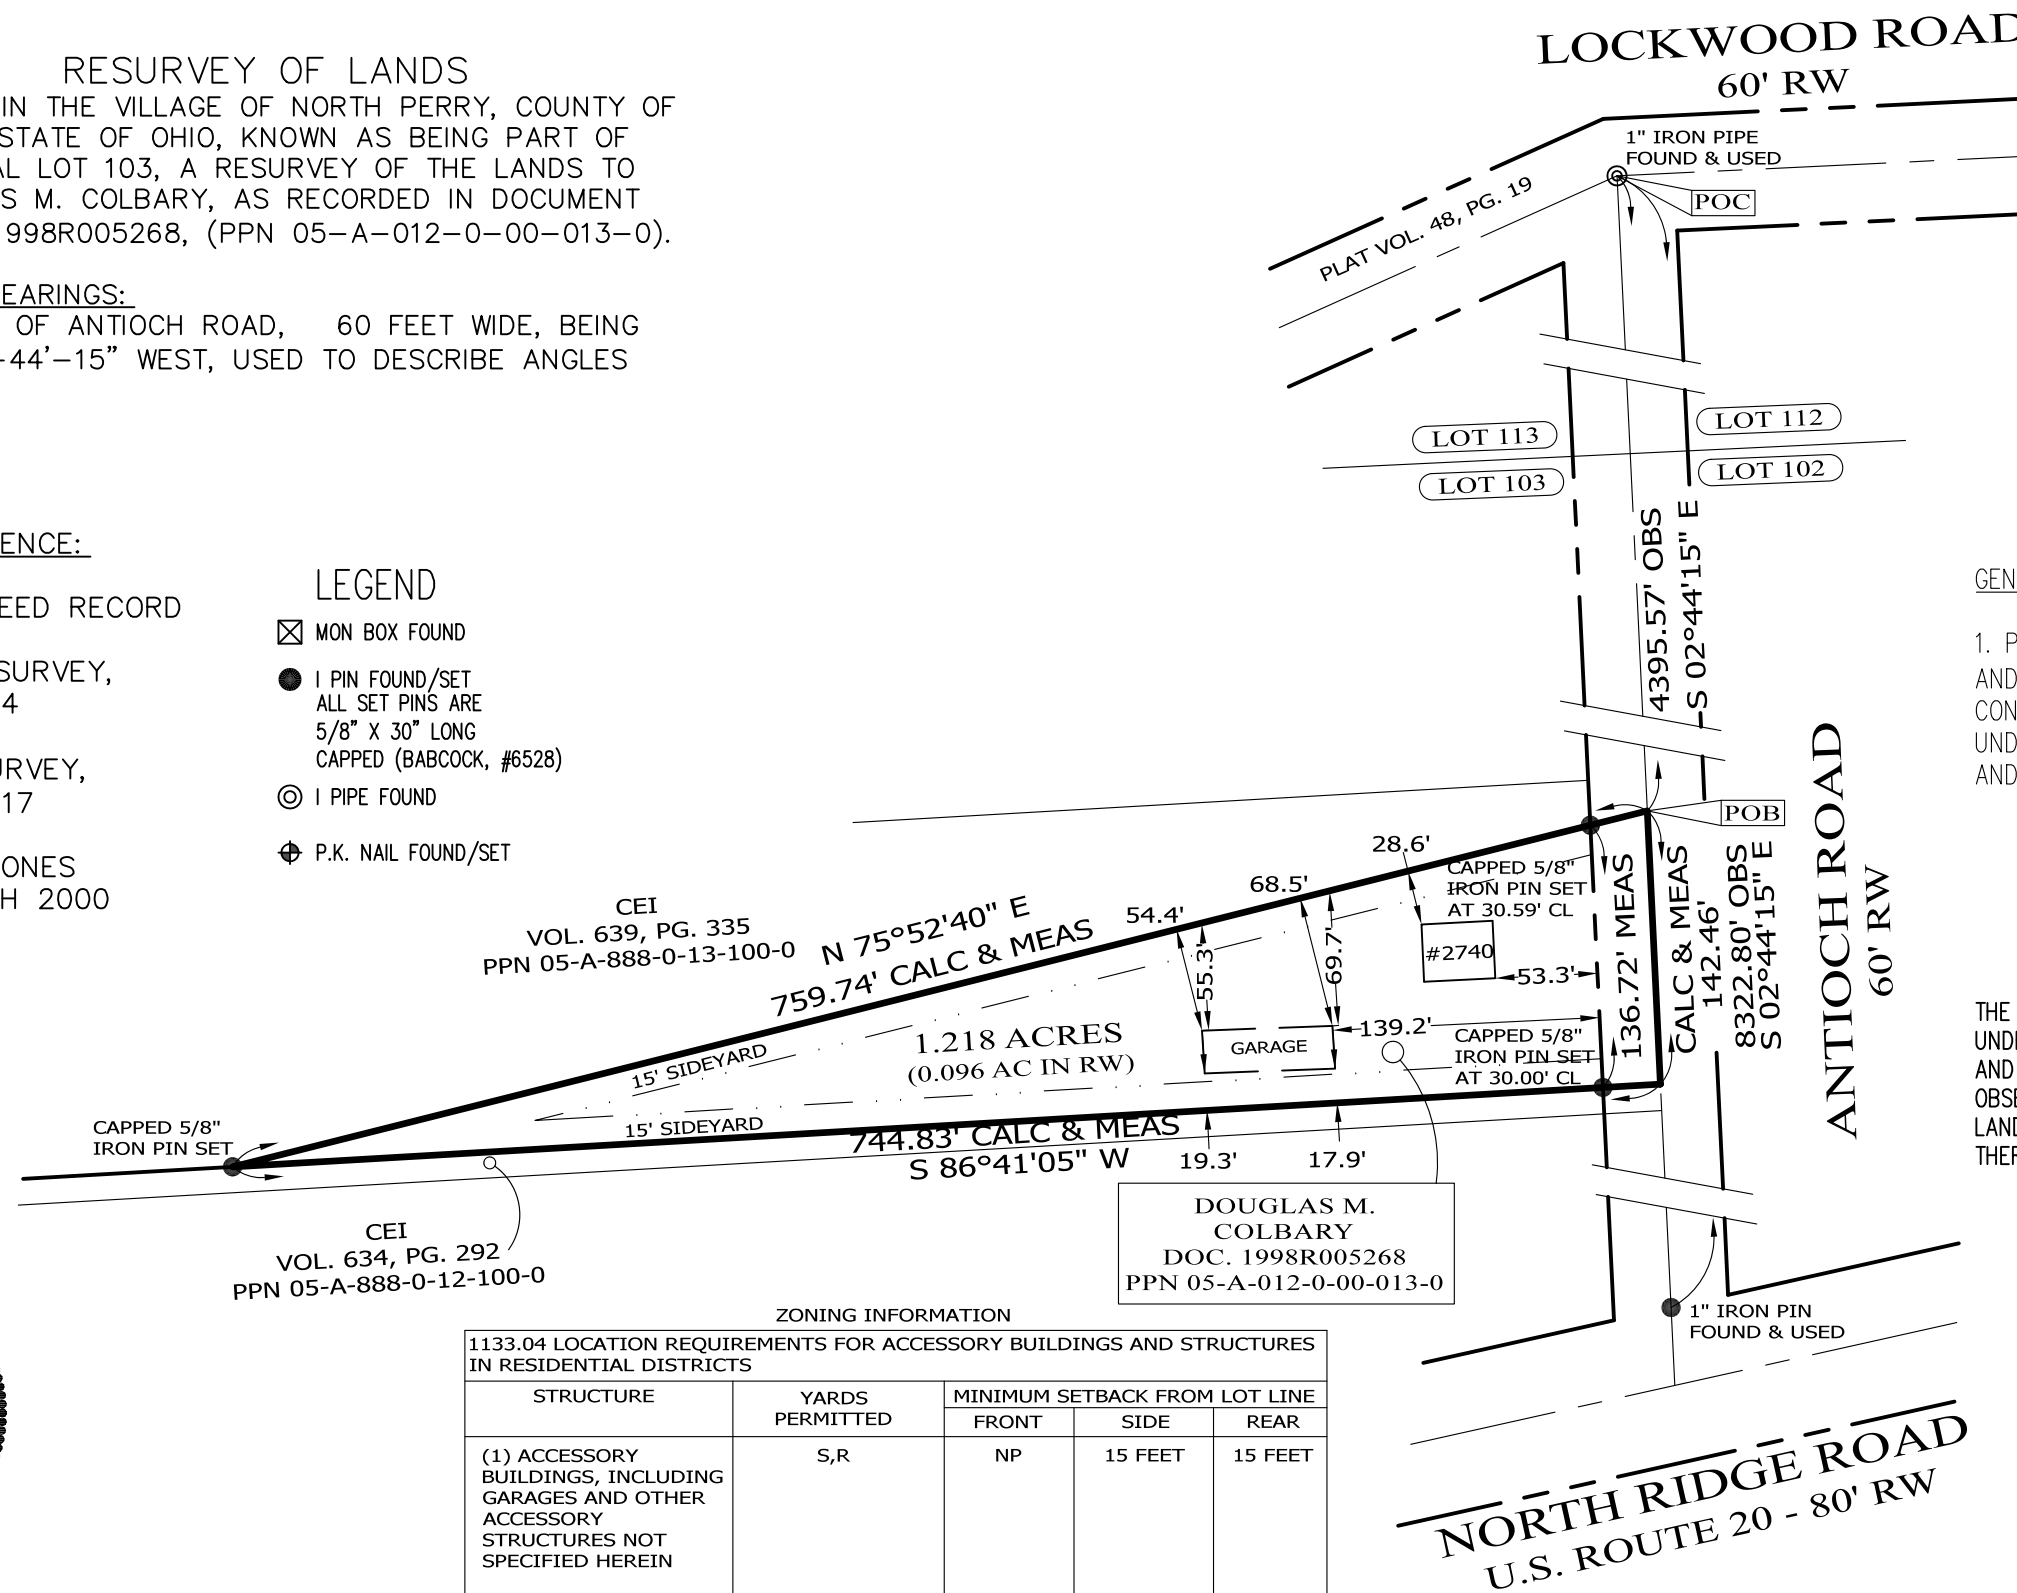 RESURVEY OF LANDS
IN THE VILLAGE OF NORTH PERRY, COUNTY OF
STATE OF OHIO, KNOWN AS BEING PART OF
AL LOT 103, A RESURVEY OF THE LANDS TO
S M. COLBARY, AS RECORDED IN DOCUMENT
1998R005268, (PPN 05-A-012-0-00-013-0).
EARINGS:
OF ANTIOCH ROAD, 60 FEET WIDE, BEING
-44'-15" WEST, USED TO DESCRIBE ANGLES
ENCE:
EED RECORD
SURVEY,
4
URVEY,
17
ONES
H 2000
LEGEND
MON BOX FOUND
I PIN FOUND/SET
ALL SET PINS ARE
5/8" X 30" LONG
CAPPED (BABCOCK, #6528)
I PIPE FOUND
P.K. NAIL FOUND/SET
LOCKWOOD ROAD
60' RW
1" IRON PIPE
FOUND & USED
POC
PLAT VOL. 48, PG. 19
LOT 113
LOT 112
LOT 103
LOT 102
4395.57' OBS
S 02°44'15" E
POB
ANTIOCH ROAD
60' RW
CEI
VOL. 639, PG. 335
PPN 05-A-888-0-13-100-0
N 75°52'40" E
759.74' CALC & MEAS
54.4'
68.5'
28.6'
CAPPED 5/8"
IRON PIN SET
AT 30.59' CL
55.3'
69.7'
#2740
53.3'
136.72' MEAS
CALC & MEAS
142.46'
8322.80' OBS
S 02°44'15" E
1.218 ACRES
(0.096 AC IN RW)
GARAGE
139.2'
CAPPED 5/8"
IRON PIN SET
AT 30.00' CL
15' SIDEYARD
15' SIDEYARD
CAPPED 5/8"
IRON PIN SET
744.83' CALC & MEAS
S 86°41'05" W
19.3'
17.9'
CEI
VOL. 634, PG. 292
PPN 05-A-888-0-12-100-0
DOUGLAS M.
COLBARY
DOC. 1998R005268
PPN 05-A-012-0-00-013-0
1" IRON PIN
FOUND & USED
NORTH RIDGE ROAD
U.S. ROUTE 20 - 80' RW
GEN
1. P
AND
CON
UND
AND
THE
UND
AND
OBSE
LAND
THER
ZONING INFORMATION
1133.04 LOCATION REQUIREMENTS FOR ACCESSORY BUILDINGS AND STRUCTURES
IN RESIDENTIAL DISTRICTS
STRUCTURE
YARDS
PERMITTED
MINIMUM SETBACK FROM LOT LINE
FRONT SIDE REAR
(1) ACCESSORY
BUILDINGS, INCLUDING
GARAGES AND OTHER
ACCESSORY
STRUCTURES NOT
SPECIFIED HEREIN
S,R
NP
15 FEET
15 FEET